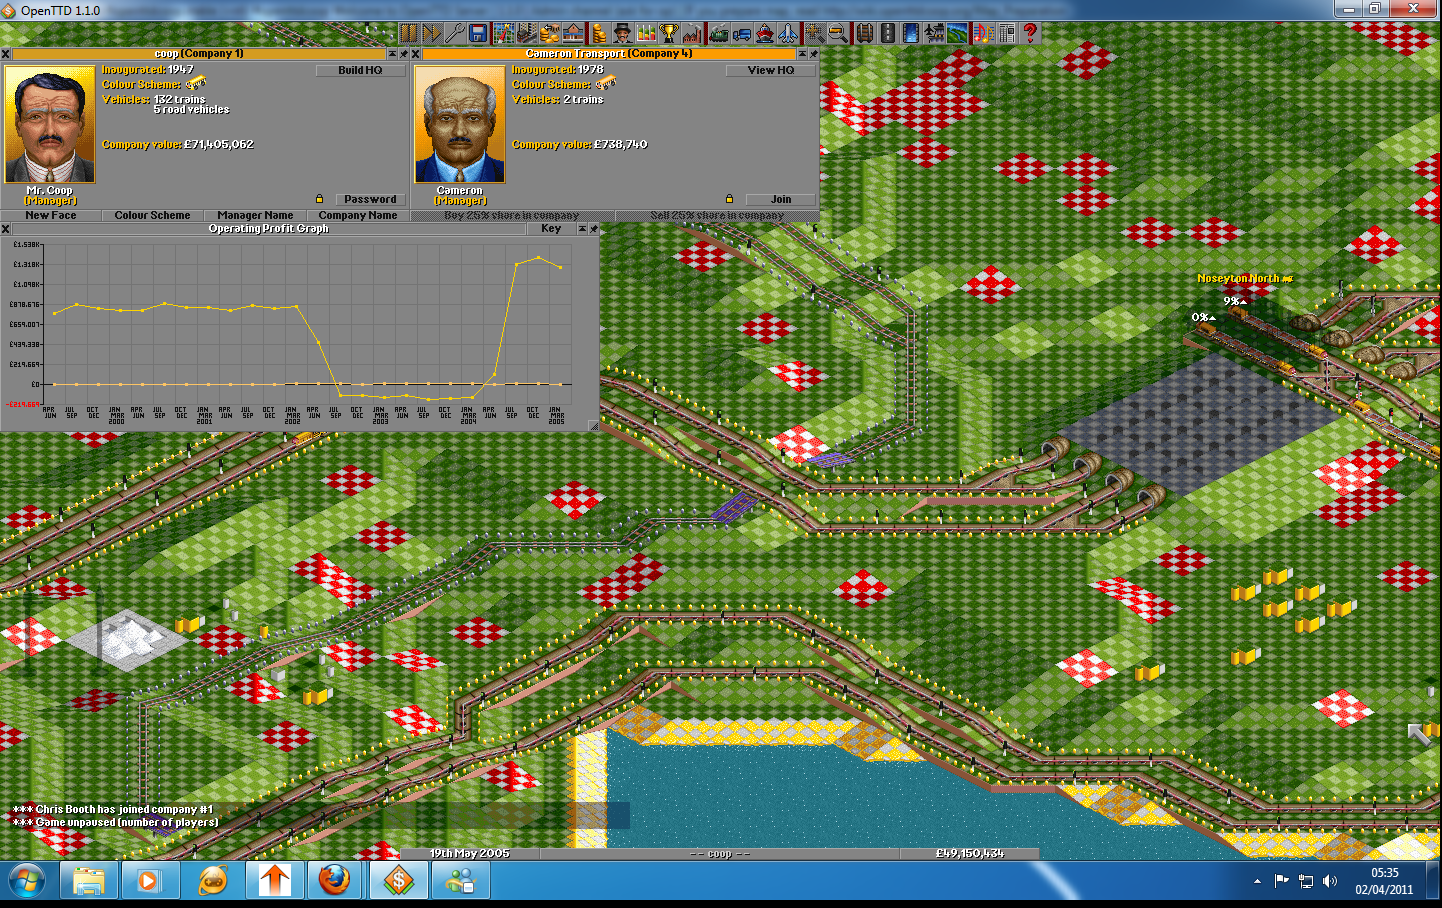 OpenTTD 1.1.0
coop (Company 1)
Inaugurated: 1947
Colour Scheme:
Vehicles: 132 trains
5 road vehicles
Company value: £71,405,062
Build HQ
Mr. Coop
(Manager)
Password
New Face
Colour Scheme
Manager Name
Company Name
Cameron Transport (Company 4)
Inaugurated: 1978
Colour Scheme:
Vehicles: 2 trains
Company value: £738,740
View HQ
Cameron
(Manager)
Join
Buy 25% share in company
Sell 25% share in company
Operating Profit Graph
Key
£1,538K
£1,318K
£1,098K
£878,676
£659,007
£439,338
£219,669
£0
-£219,669
APR JUN
JUL SEP
OCT DEC
JAN MAR 2000
APR JUN
JUL SEP
OCT DEC
JAN MAR 2001
APR JUN
JUL SEP
OCT DEC
JAN MAR 2002
APR JUN
JUL SEP
OCT DEC
JAN MAR 2003
APR JUN
JUL SEP
OCT DEC
JAN MAR 2004
APR JUN
JUL SEP
OCT DEC
JAN MAR 2005
Noseyton North
9%
0%
*** Chris Booth has joined company #1
*** Game unpaused (number of players)
19th May 2005
-- coop --
£49,150,434
05:35
02/04/2011